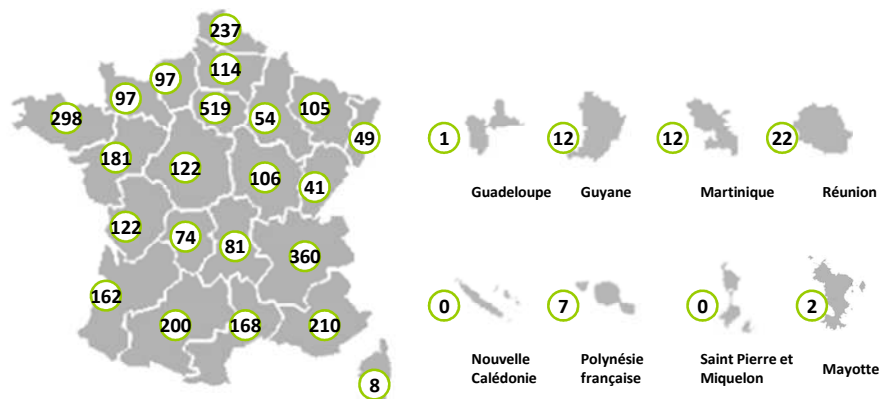 237
114
97
97
519
105
54
298
49
181
122
106
41
122
74
81
360
162
200
168
210
8
1
12
12
22
Guadeloupe
Guyane
Martinique
Réunion
0
7
0
2
Nouvelle
Calédonie
Polynésie
française
Saint Pierre et
Miquelon
Mayotte